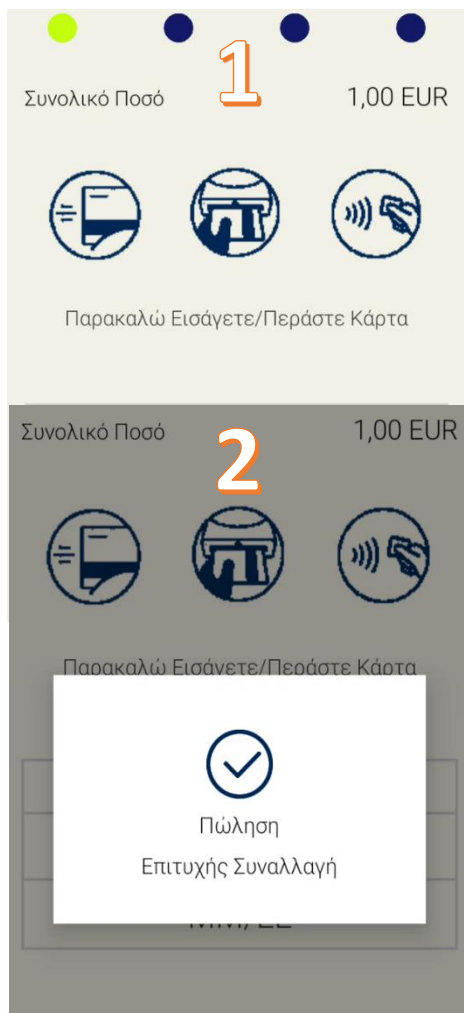 1
Συνολικό Ποσό 1,00 EUR
Παρακαλώ Εισάγετε/Περάστε Κάρτα
2
Συνολικό Ποσό 1,00 EUR
Παρακαλώ Εισάγετε/Περάστε Κάρτα
Πώληση
Επιτυχής Συναλλαγή